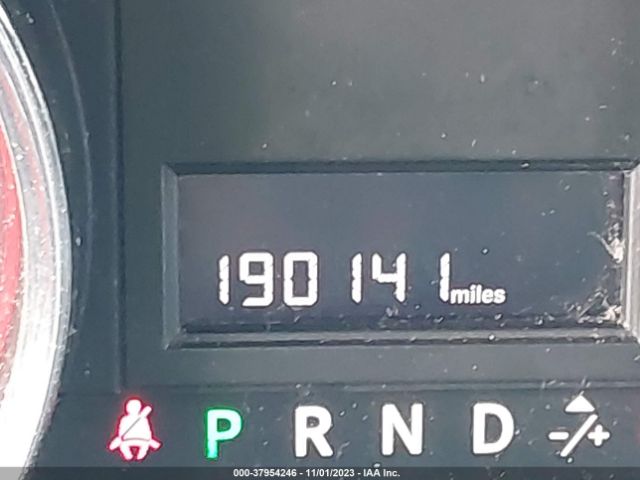 190141 miles
P R N D -/+
000-37954246 - 11/01/2023 - IAA Inc.